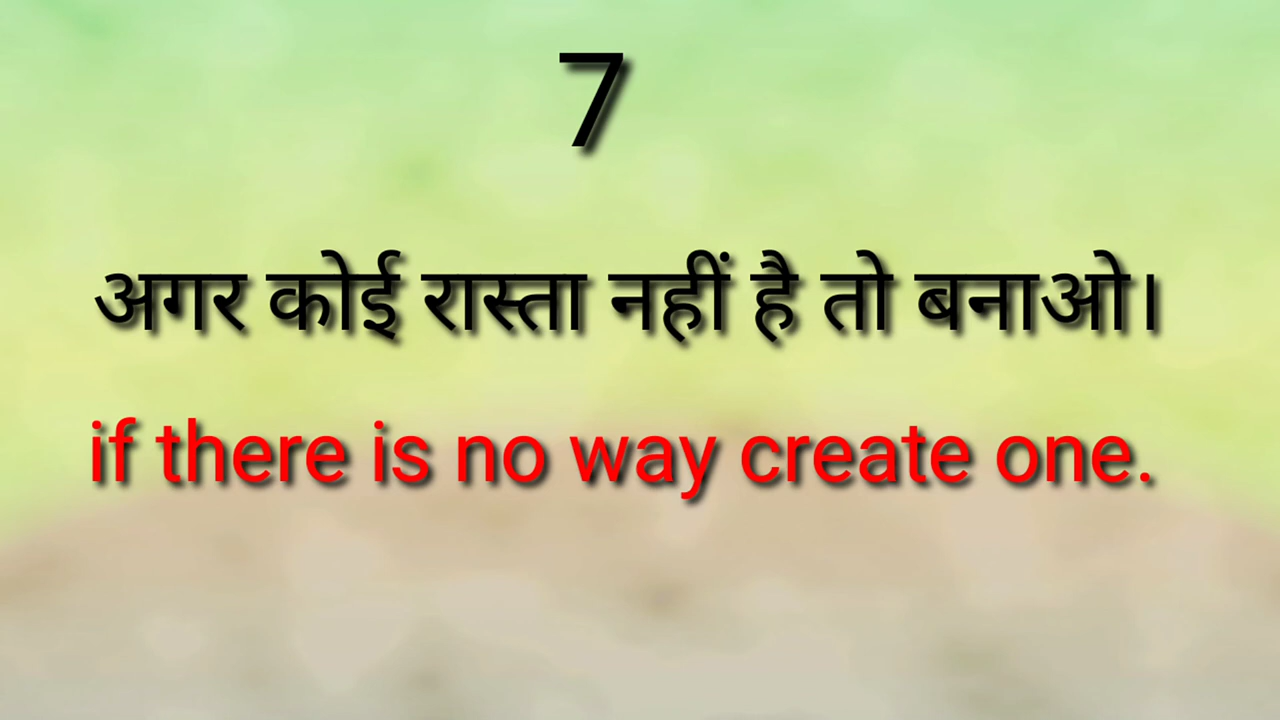 7
अगर कोई रास्ता नहीं है तो बनाओ।
if there is no way create one.